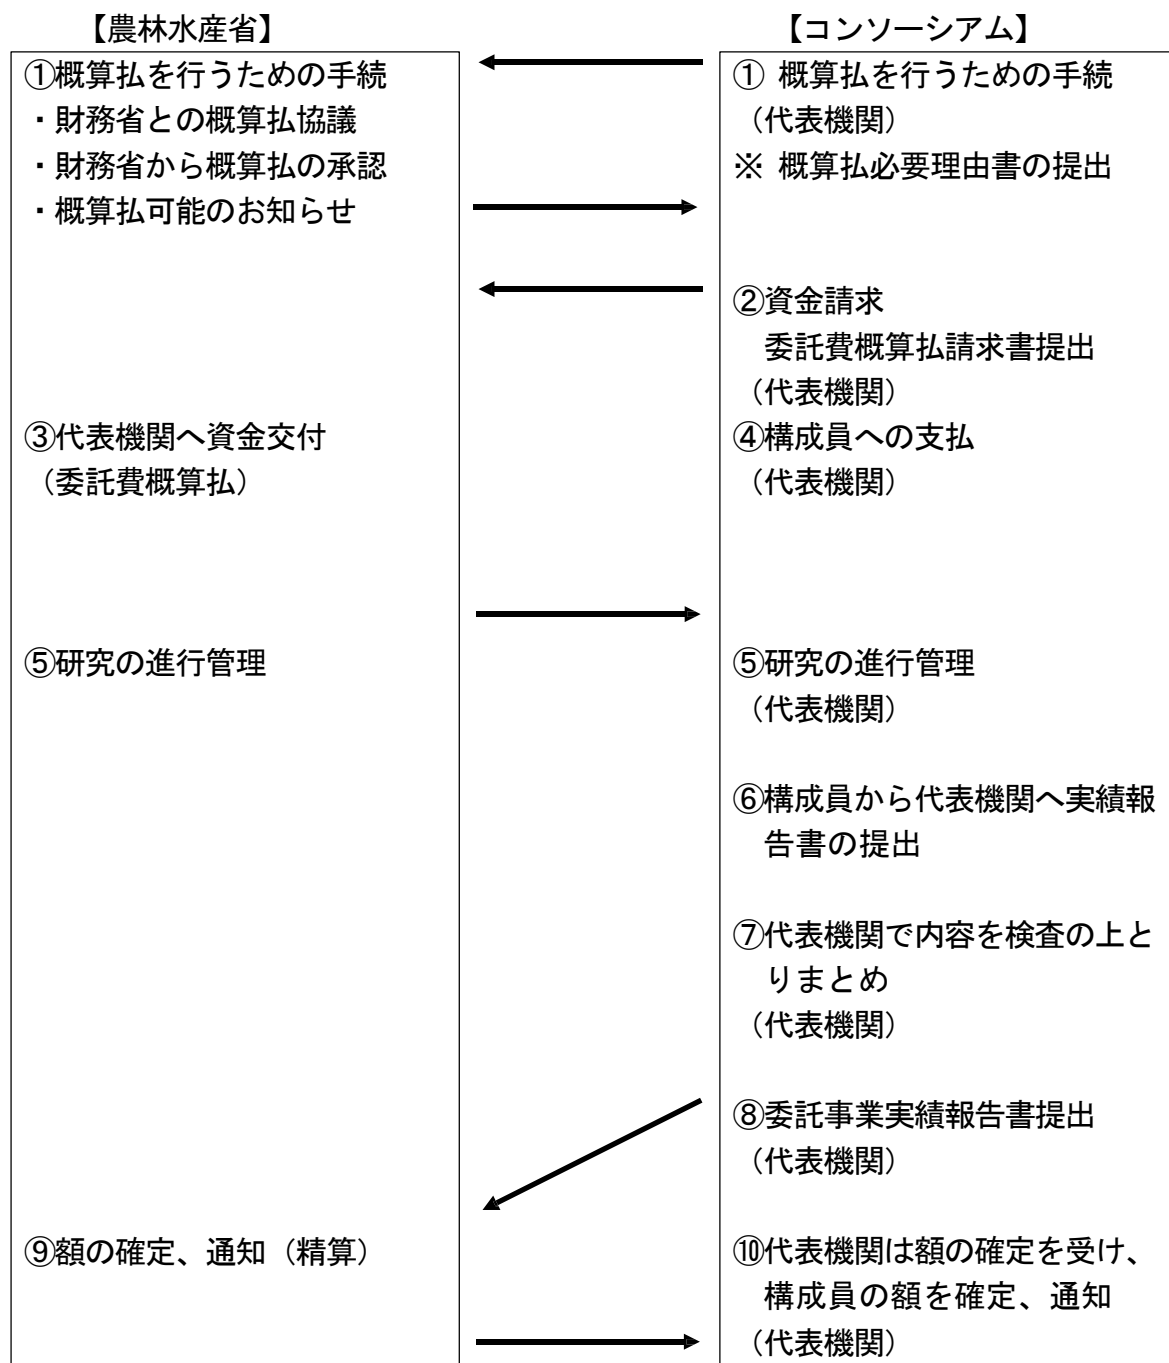 【農林水産省】
①概算払を行うための手続
・財務省との概算払協議
・財務省から概算払の承認
・概算払可能のお知らせ
③代表機関へ資金交付
（委託費概算払）
⑤研究の進行管理
⑨額の確定、通知（精算）
【コンソーシアム】
① 概算払を行うための手続
（代表機関）
※ 概算払必要理由書の提出
②資金請求
委託費概算払請求書提出
（代表機関）
④構成員への支払
（代表機関）
⑤研究の進行管理
（代表機関）
⑥構成員から代表機関へ実績報
告書の提出
⑦代表機関で内容を検査の上と
りまとめ
（代表機関）
⑧委託事業実績報告書提出
（代表機関）
⑩代表機関は額の確定を受け、
構成員の額を確定、通知
（代表機関）